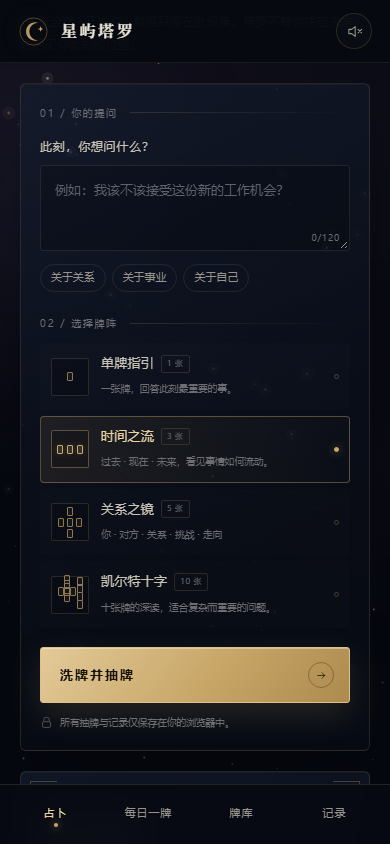 星屿塔罗
01 / 你的提问
此刻，你想问什么？
例如：我该不该接受这份新的工作机会？
0/120
关于关系 关于事业 关于自己
02 / 选择牌阵
单牌指引 1 张
一张牌，回答此刻最重要的事。
时间之流 3 张
过去 · 现在 · 未来，看见事情如何流动。
关系之镜 5 张
你 · 对方 · 关系 · 挑战 · 走向
凯尔特十字 10 张
十张牌的深读，适合复杂而重要的问题。
洗牌并抽牌
所有抽牌与记录仅保存在你的浏览器中。
占卜 每日一牌 牌库 记录